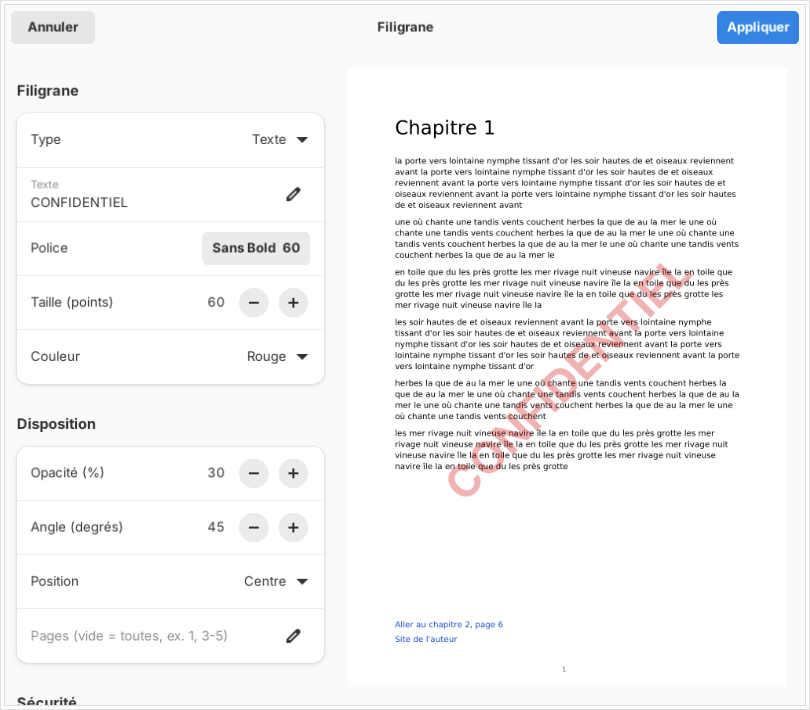 Annuler
Filigrane
Appliquer
Filigrane
Type
Texte
Texte
CONFIDENTIEL
Police
Sans Bold 60
Taille (points)
60
Couleur
Rouge
Disposition
Opacité (%)
30
Angle (degrés)
45
Position
Centre
Pages (vide = toutes, ex. 1, 3-5)
Sécurité
Chapitre 1
la porte vers lointaine nymphe tissant d'or les soir hautes de et oiseaux reviennent
avant la porte vers lointaine nymphe tissant d'or les soir hautes de et oiseaux
reviennent avant la porte vers lointaine nymphe tissant d'or les soir hautes de et
oiseaux reviennent avant la porte vers lointaine nymphe tissant d'or les soir hautes
de et oiseaux reviennent avant
une où chante une tandis vents couchent herbes la que de au la mer le une où
chante une tandis vents couchent herbes la que de au la mer le une où chante une
tandis vents couchent herbes la que de au la mer le une où chante une tandis vents
couchent herbes la que de au la mer le
en toile que du les près grotte les mer rivage nuit vineuse navire île la en toile que
du les près grotte les mer rivage nuit vineuse navire île la en toile que du les près
grotte les mer rivage nuit vineuse navire île la en toile que du les près grotte les
mer rivage nuit vineuse navire île la
les soir hautes de et oiseaux reviennent avant la porte vers lointaine nymphe
tissant d'or les soir hautes de et oiseaux reviennent avant la porte vers lointaine
nymphe tissant d'or les soir hautes de et oiseaux reviennent avant la porte vers
lointaine nymphe tissant d'or les soir hautes de et oiseaux reviennent avant la porte
vers lointaine nymphe tissant d'or
herbes la que de au la mer le une où chante une tandis vents couchent herbes la
que de au la mer le une où chante une tandis vents couchent herbes la que de au la
mer le une où chante une tandis vents couchent herbes la que de au la mer le une
où chante une tandis vents couchent
les mer rivage nuit vineuse navire île la en toile que du les près grotte les mer
rivage nuit vineuse navire île la en toile que du les près grotte les mer rivage nuit
vineuse navire île la en toile que du les près grotte les mer rivage nuit vineuse
navire île la en toile que du les près grotte
CONFIDENTIEL
Aller au chapitre 2, page 6
Site de l'auteur
1